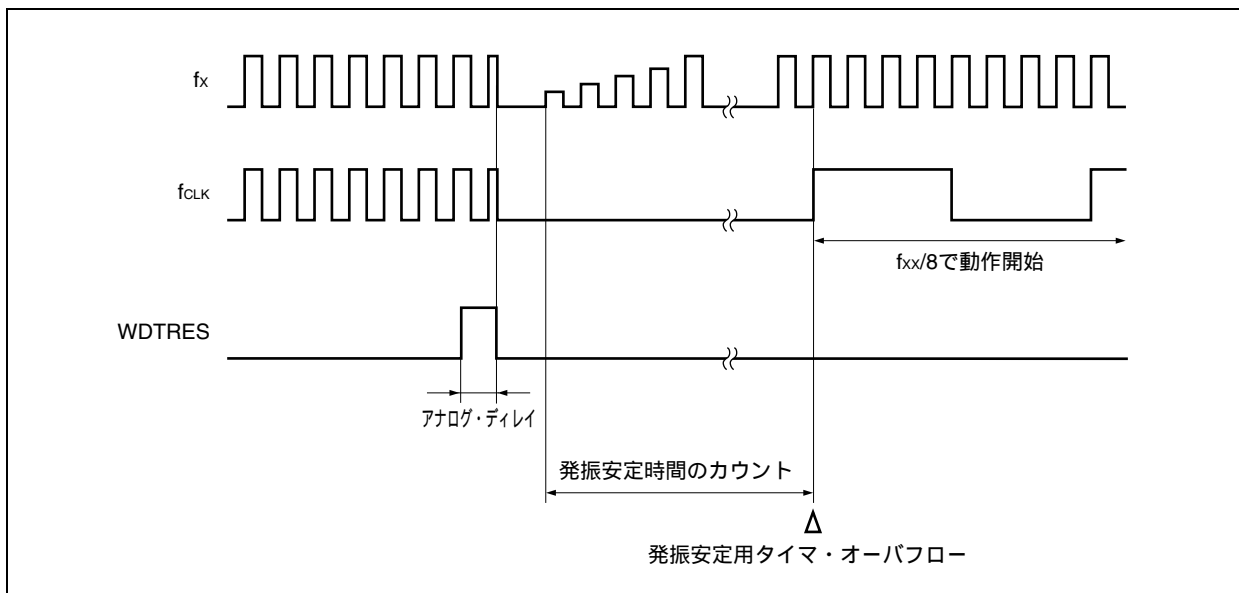 fX
fCLK
fXX/8で動作開始
WDTRES
アナログ・ディレイ
発振安定時間のカウント
発振安定用タイマ・オーバフロー